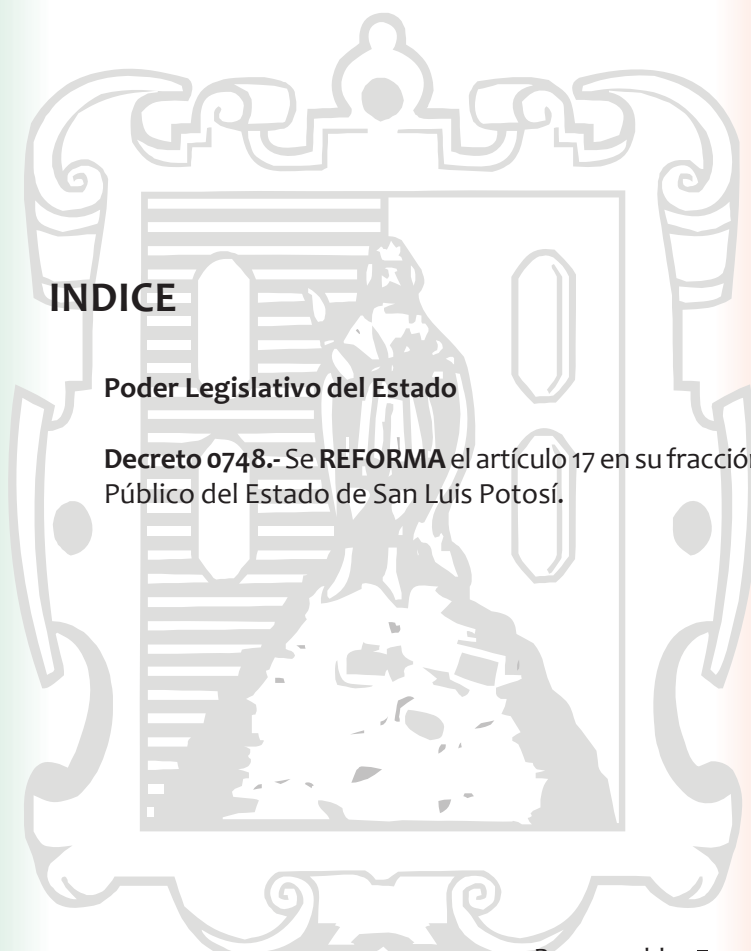 INDICE
Poder Legislativo del Estado
Decreto 0748.- Se REFORMA el artículo 17 en su fracción
Público del Estado de San Luis Potosí.